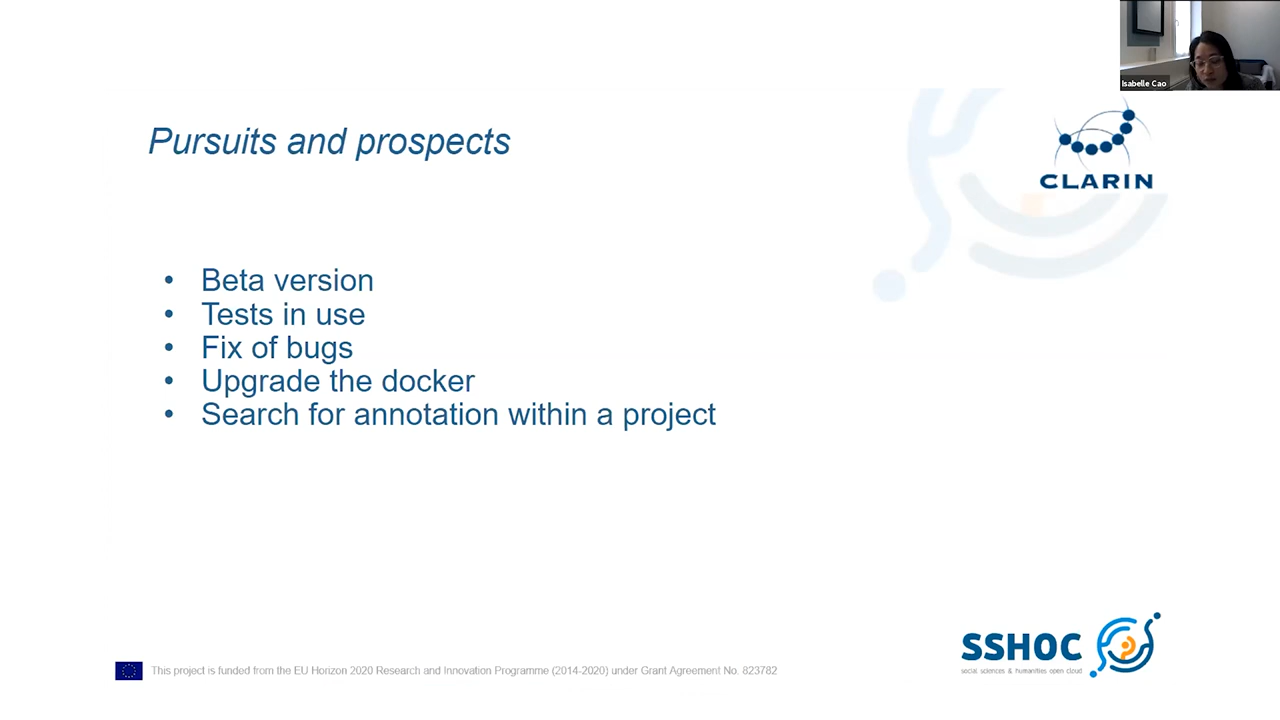 Isabelle Cao
Pursuits and prospects
CLARIN
• Beta version
• Tests in use
• Fix of bugs
• Upgrade the docker
• Search for annotation within a project
SSHOC
social sciences & humanities open cloud
This project is funded from the EU Horizon 2020 Research and Innovation Programme (2014-2020) under Grant Agreement No. 823782